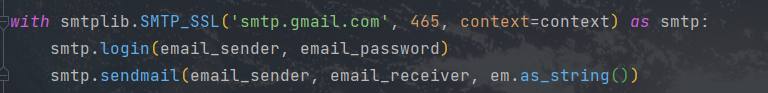 with smtplib.SMTP_SSL('smtp.gmail.com', 465, context=context) as smtp:
    smtp.login(email_sender, email_password)
    smtp.sendmail(email_sender, email_receiver, em.as_string())